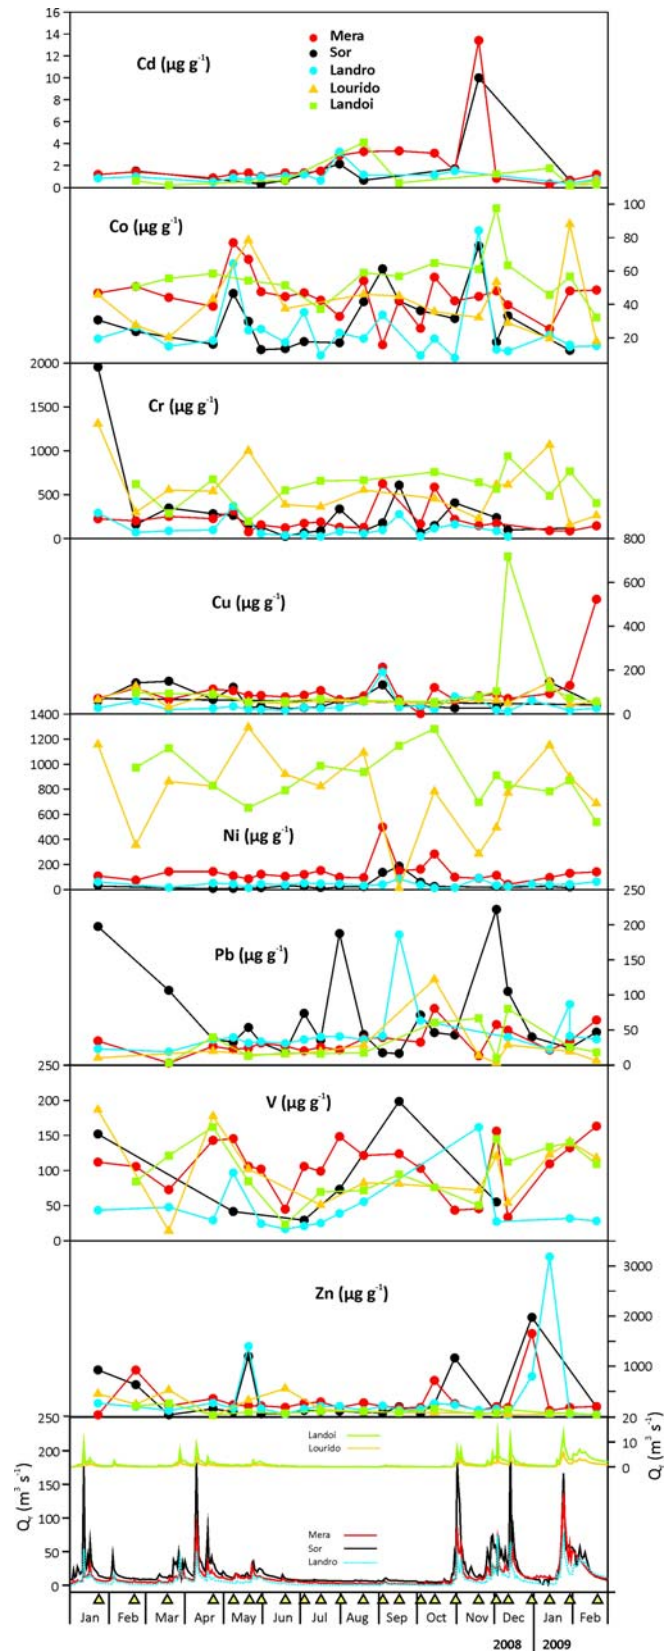 16
14
12
10
8
6
4
2
0
Cd (µg g⁻¹)
Mera
Sor
Landro
Lourido
Landoi
Co (µg g⁻¹)
100
80
60
40
20
2000
1500
1000
500
0
Cr (µg g⁻¹)
800
600
400
200
0
Cu (µg g⁻¹)
1400
1200
1000
800
600
400
200
0
Ni (µg g⁻¹)
250
200
150
100
50
0
Pb (µg g⁻¹)
250
200
150
100
50
0
V (µg g⁻¹)
3000
2000
1000
Zn (µg g⁻¹)
250
200
150
100
50
0
(m³ s⁻¹)
20
10
0
(m³ s⁻¹)
Landoi
Lourido
Mera
Sor
Landro
Jan Feb Mar Apr May Jun Jul Aug Sep Oct Nov Dec Jan Feb
2008 2009